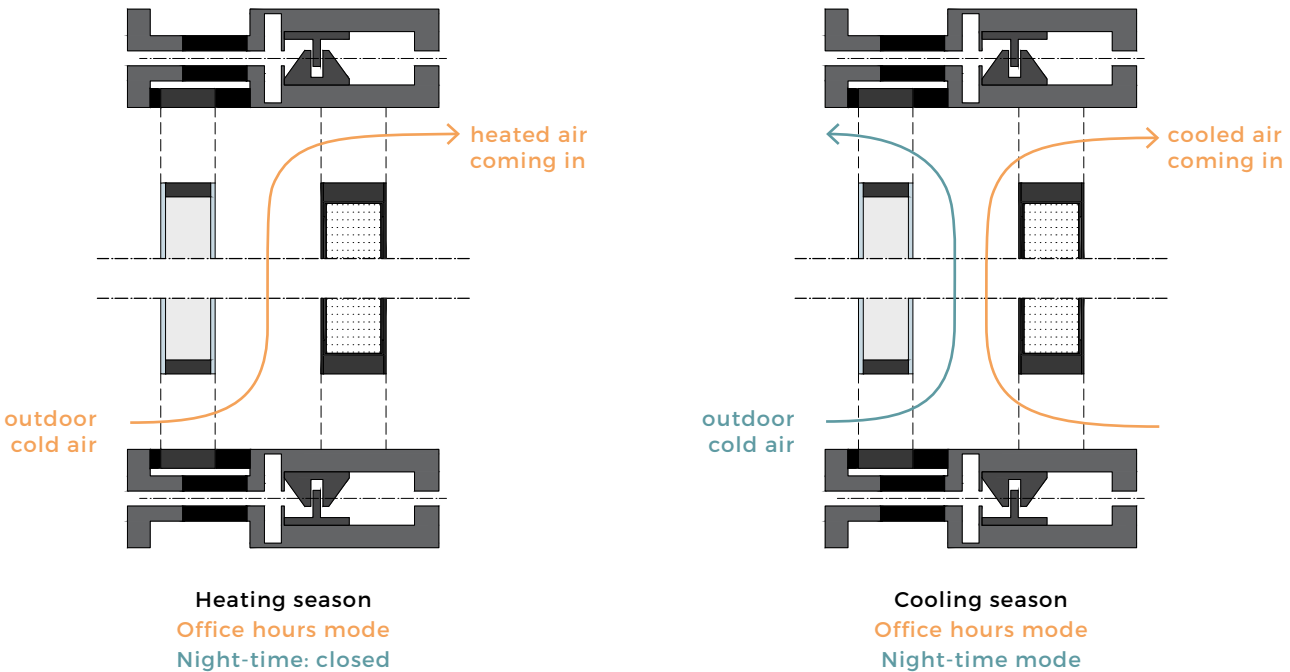 heated air
coming in
outdoor
cold air
Heating season
Office hours mode
Night-time: closed
cooled air
coming in
outdoor
cold air
Cooling season
Office hours mode
Night-time mode